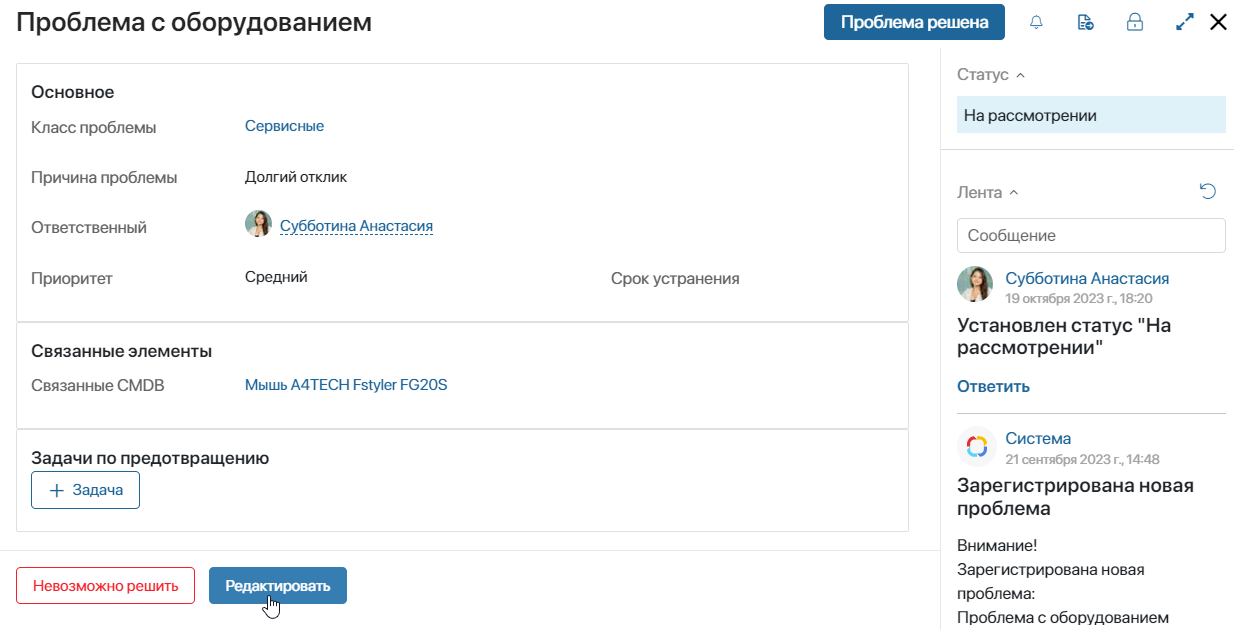 Проблема с оборудованием
Проблема решена
Основное
Класс проблемы
Сервисные
Причина проблемы
Долгий отклик
Ответственный
Субботина Анастасия
Приоритет
Средний
Срок устранения
Связанные элементы
Связанные CMDB
Мышь A4TECH Fstyler FG20S
Задачи по предотвращению
+ Задача
Невозможно решить
Редактировать
Статус
На рассмотрении
Лента
Сообщение
Субботина Анастасия
19 октября 2023 г., 18:20
Установлен статус "На
рассмотрении"
Ответить
Система
21 сентября 2023 г., 14:48
Зарегистрирована новая
проблема
Внимание!
Зарегистрирована новая
проблема:
Проблема с оборудованием